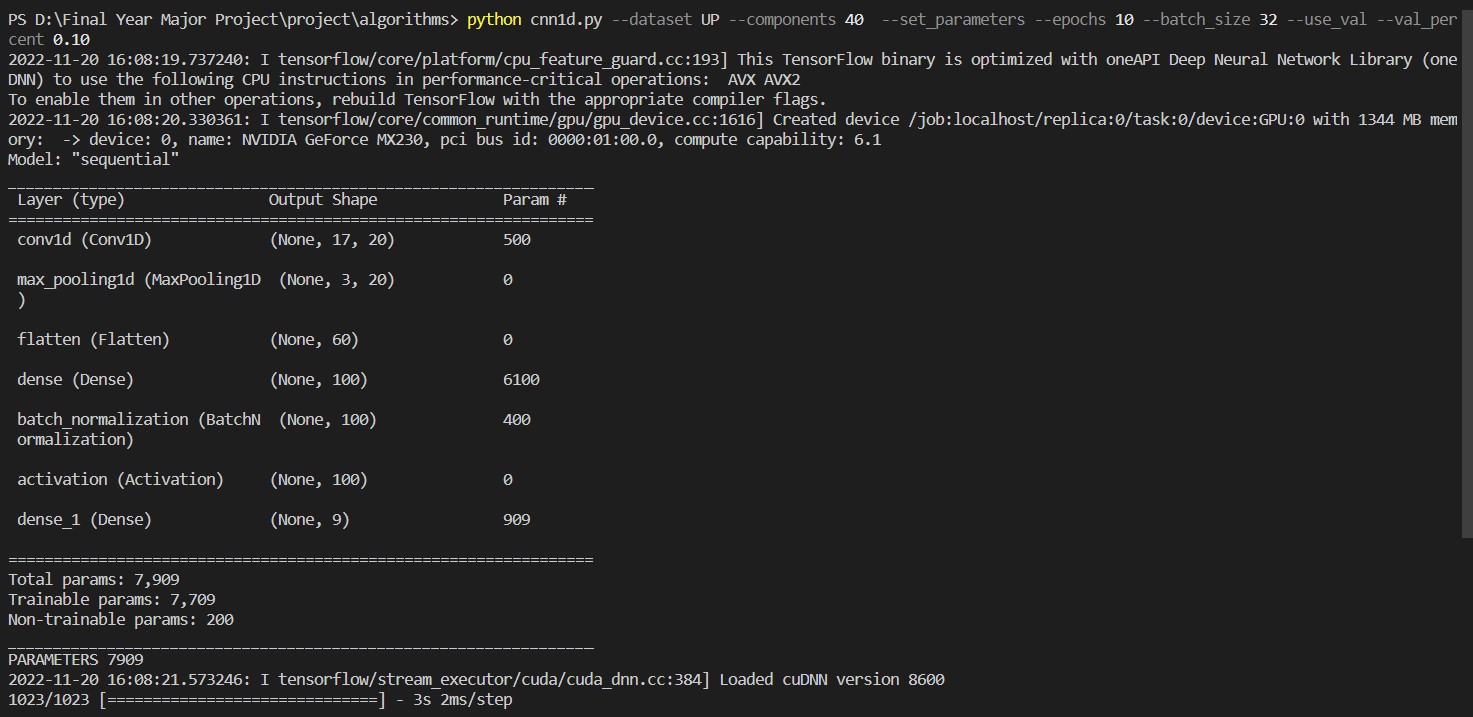 PS D:\Final Year Major Project\project\algorithms> python cnn1d.py --dataset UP --components 40  --set_parameters --epochs 10 --batch_size 32 --use_val --val_per
cent 0.10
2022-11-20 16:08:19.737240: I tensorflow/core/platform/cpu_feature_guard.cc:193] This TensorFlow binary is optimized with oneAPI Deep Neural Network Library (one
DNN) to use the following CPU instructions in performance-critical operations:  AVX AVX2
To enable them in other operations, rebuild TensorFlow with the appropriate compiler flags.
2022-11-20 16:08:20.330361: I tensorflow/core/common_runtime/gpu/gpu_device.cc:1616] Created device /job:localhost/replica:0/task:0/device:GPU:0 with 1344 MB mem
ory:  -> device: 0, name: NVIDIA GeForce MX230, pci bus id: 0000:01:00.0, compute capability: 6.1
Model: "sequential"
_________________________________________________________________
 Layer (type)                Output Shape              Param #
=================================================================
 conv1d (Conv1D)             (None, 17, 20)            500
 max_pooling1d (MaxPooling1D  (None, 3, 20)            0
 )
 flatten (Flatten)           (None, 60)                0
 dense (Dense)               (None, 100)               6100
 batch_normalization (BatchN  (None, 100)              400
 ormalization)
 activation (Activation)     (None, 100)               0
 dense_1 (Dense)             (None, 9)                 909
=================================================================
Total params: 7,909
Trainable params: 7,709
Non-trainable params: 200
_________________________________________________________________
PARAMETERS 7909
2022-11-20 16:08:21.573246: I tensorflow/stream_executor/cuda/cuda_dnn.cc:384] Loaded cuDNN version 8600
1023/1023 [==============================] - 3s 2ms/step